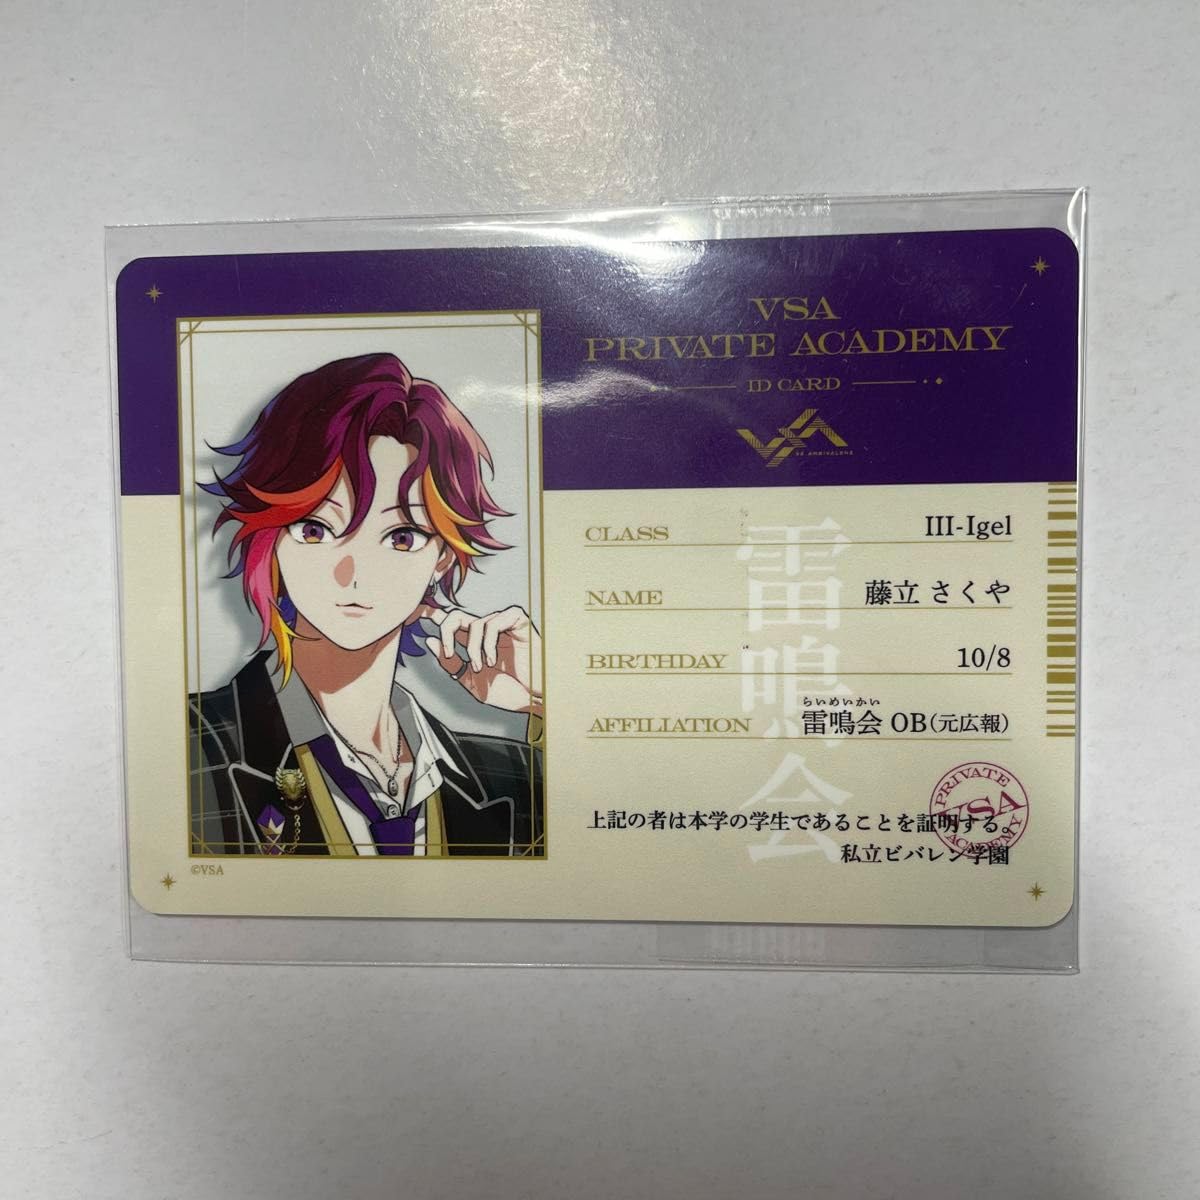 VSA
PRIVATE ACADEMY
ID CARD
VSA
VS AMBIVALENZ
CLASS III-Igel
NAME 藤立 さくや
BIRTHDAY 10/8
らいめいかい
AFFILIATION 雷鳴会 OB(元広報)
雷鳴会
上記の者は本学の学生であることを証明する。
私立ビバレン学園
PRIVATE
VSA
ACADEMY
©VSA